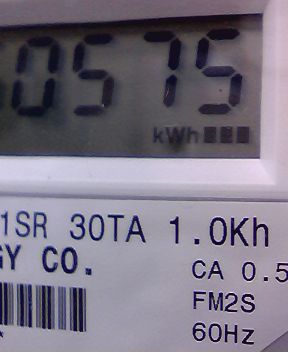 0575
kWh
1SR 30TA 1.0Kh
GY CO.
CA 0.5
FM2S
60Hz